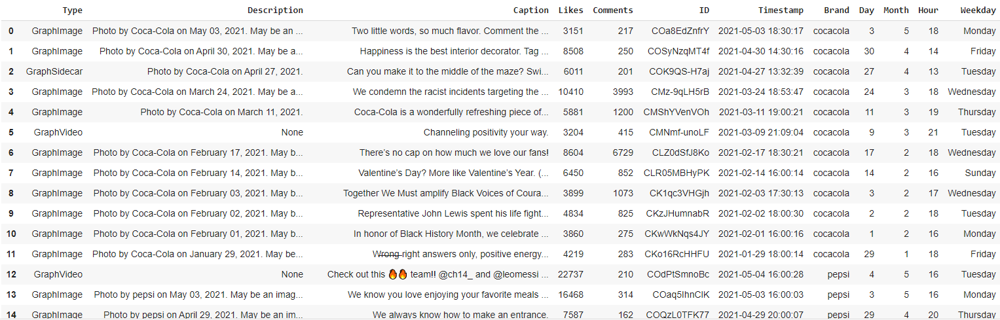 Type Description Caption Likes Comments ID Timestamp Brand Day Month Hour Weekday
0 GraphImage Photo by Coca-Cola on May 03, 2021. May be an ... Two little words, so much flavor. Comment the ... 3151 217 COa8EdZnfrY 2021-05-03 18:30:17 cocacola 3 5 18 Monday
1 GraphImage Photo by Coca-Cola on April 30, 2021. May be a... Happiness is the best interior decorator. Tag ... 8508 250 COSyNzqMT4f 2021-04-30 14:30:16 cocacola 30 4 14 Friday
2 GraphSidecar Photo by Coca-Cola on April 27, 2021. Can you make it to the middle of the maze? Swi... 6011 201 COK9QS-H7aj 2021-04-27 13:32:39 cocacola 27 4 13 Tuesday
3 GraphImage Photo by Coca-Cola on March 24, 2021. May be a... We condemn the racist incidents targeting the ... 10410 3993 CMz-9qLH5rB 2021-03-24 18:53:47 cocacola 24 3 18 Wednesday
4 GraphImage Photo by Coca-Cola on March 11, 2021. Coca-Cola is a wonderfully refreshing piece of... 5881 1200 CMShYVenVOh 2021-03-11 19:00:21 cocacola 11 3 19 Thursday
5 GraphVideo None Channeling positivity your way. 3204 415 CMNmf-unoLF 2021-03-09 21:09:04 cocacola 9 3 21 Tuesday
6 GraphImage Photo by Coca-Cola on February 17, 2021. May b... There's no cap on how much we love our fans! 8604 6729 CLZ0dSfJ8Ko 2021-02-17 18:30:21 cocacola 17 2 18 Wednesday
7 GraphImage Photo by Coca-Cola on February 14, 2021. May b... Valentine's Day? More like Valentine's Year. (... 6450 852 CLR05MBHyPK 2021-02-14 16:00:14 cocacola 14 2 16 Sunday
8 GraphImage Photo by Coca-Cola on February 03, 2021. May b... Together We Must amplify Black Voices of Coura... 3899 1073 CK1qc3VHGjh 2021-02-03 17:30:13 cocacola 3 2 17 Wednesday
9 GraphImage Photo by Coca-Cola on February 02, 2021. May b... Representative John Lewis spent his life fight... 4834 825 CKzJHumnabR 2021-02-02 18:00:30 cocacola 2 2 18 Tuesday
10 GraphImage Photo by Coca-Cola on February 01, 2021. May b... In honor of Black History Month, we celebrate ... 3860 275 CKwWkNqs4JY 2021-02-01 16:00:16 cocacola 1 2 16 Monday
11 GraphImage Photo by Coca-Cola on January 29, 2021. May be... W̶r̶o̶n̶g̶ right answers only, positive energy... 4219 283 CKo16RcHHFU 2021-01-29 18:00:14 cocacola 29 1 18 Friday
12 GraphVideo None Check out this 🔥🔥 team!! @ch14_ and @leomessi ... 22737 210 COdPtSmnoBc 2021-05-04 16:00:28 pepsi 4 5 16 Tuesday
13 GraphImage Photo by pepsi on May 03, 2021. May be an imag... We know you love enjoying your favorite meals ... 16468 314 COaq5IhnClK 2021-05-03 16:00:03 pepsi 3 5 16 Monday
14 GraphImage Photo by pepsi on April 29, 2021. May be an im... We always know how to make an entrance. 7587 162 COQZL0TFK77 2021-04-29 20:00:07 pepsi 29 4 20 Thursday